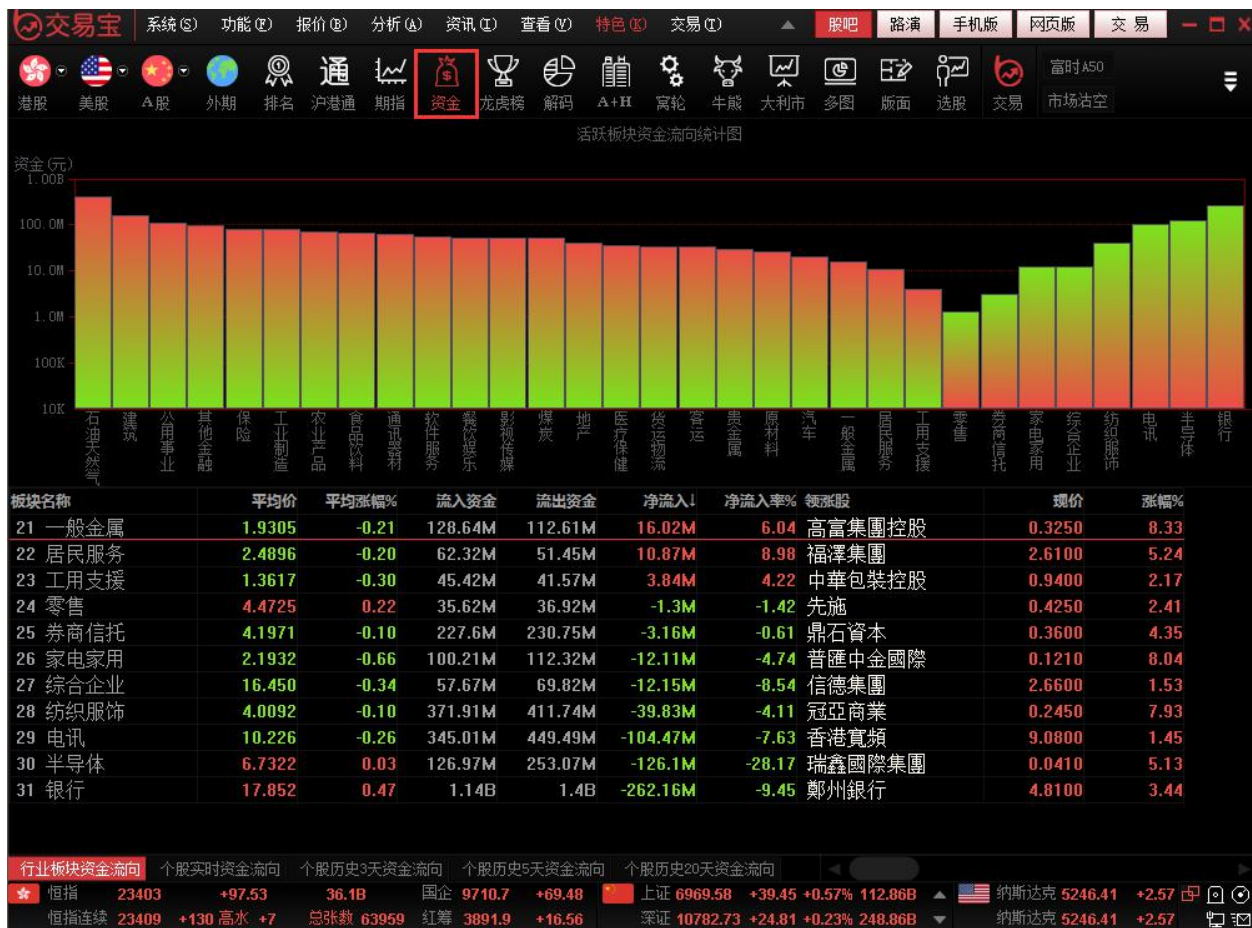 交易宝 系统(S) 功能(F) 报价(B) 分析(A) 资讯(I) 查看(V) 特色(K) 交易(T) 股吧 路演 手机版 网页版 交 易
港股 美股 A股 外期 排名 通 沪港通 期指 资金 龙虎榜 解码 A+H 窝轮 牛熊 大利市 多图 版面 选股 交易 富时A50 市场沽空
活跃板块资金流向统计图
资金(元)
1.00B
100.0M
10.0M
1.0M
100K
10K
石油天然气 建筑 公用事业 其他金融 保险 工业制造 农业产品 食品饮料 通讯器材 软件服务 餐饮娱乐 影视传媒 煤炭 地产 医疗保健 货运物流 客运 贵金属 原材料 汽车 一般金属 居民服务 工用支援 零售 券商信托 家电家用 综合企业 纺织服饰 电讯 半导体 银行
板块名称 平均价 平均涨幅% 流入资金 流出资金 净流入↓ 净流入率% 领涨股 现价 涨幅%
21 一般金属 1.9305 -0.21 128.64M 112.61M 16.02M 6.04 高富集團控股 0.3250 8.33
22 居民服务 2.4896 -0.20 62.32M 51.45M 10.87M 8.98 福澤集團 2.6100 5.24
23 工用支援 1.3617 -0.30 45.42M 41.57M 3.84M 4.22 中華包裝控股 0.9400 2.17
24 零售 4.4725 0.22 35.62M 36.92M -1.3M -1.42 先施 0.4250 2.41
25 券商信托 4.1971 -0.10 227.6M 230.75M -3.16M -0.61 鼎石資本 0.3600 4.35
26 家电家用 2.1932 -0.66 100.21M 112.32M -12.11M -4.74 普匯中金國際 0.1210 8.04
27 综合企业 16.450 -0.34 57.67M 69.82M -12.15M -8.54 信德集團 2.6600 1.53
28 纺织服饰 4.0092 -0.10 371.91M 411.74M -39.83M -4.11 冠亞商業 0.2450 7.93
29 电讯 10.226 -0.26 345.01M 449.49M -104.47M -7.63 香港寬頻 9.0800 1.45
30 半导体 6.7322 0.03 126.97M 253.07M -126.1M -28.17 瑞鑫國際集團 0.0410 5.13
31 银行 17.852 0.47 1.14B 1.4B -262.16M -9.45 鄭州銀行 4.8100 3.44
行业板块资金流向 个股实时资金流向 个股历史3天资金流向 个股历史5天资金流向 个股历史20天资金流向
恒指 23403 +97.53 36.1B 国企 9710.7 +69.48 上证 6969.58 +39.45 +0.57% 112.86B 纳斯达克 5246.41 +2.57
恒指连续 23409 +130 高水 +7 总张数 63959 红筹 3891.9 +16.56 深证 10782.73 +24.81 +0.23% 248.86B 纳斯达克 5246.41 +2.57